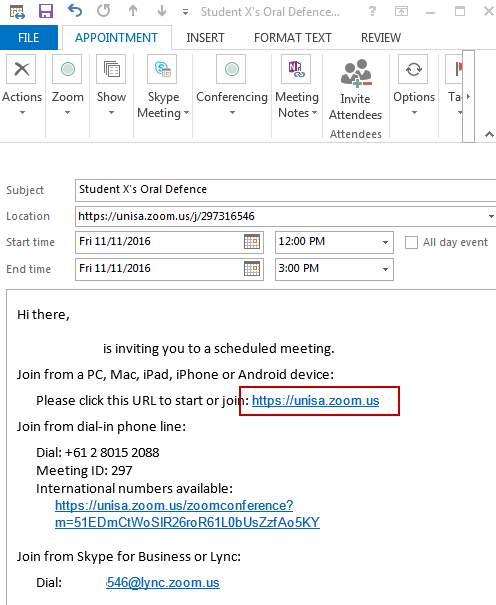 Student X's Oral Defence...
FILE APPOINTMENT INSERT FORMAT TEXT REVIEW
Actions Zoom Show Skype Meeting Conferencing Meeting Notes Invite Attendees Options
Attendees
Subject Student X's Oral Defence
Location https://unisa.zoom.us/j/297316546
Start time Fri 11/11/2016 12:00 PM All day event
End time Fri 11/11/2016 3:00 PM
Hi there,
is inviting you to a scheduled meeting.
Join from a PC, Mac, iPad, iPhone or Android device:
Please click this URL to start or join: https://unisa.zoom.us
Join from dial-in phone line:
Dial: +61 2 8015 2088
Meeting ID: 297
International numbers available:
https://unisa.zoom.us/zoomconference?
m=51EDmCtWoSIR26roR61L0bUsZzfAo5KY
Join from Skype for Business or Lync:
Dial: 546@lync.zoom.us